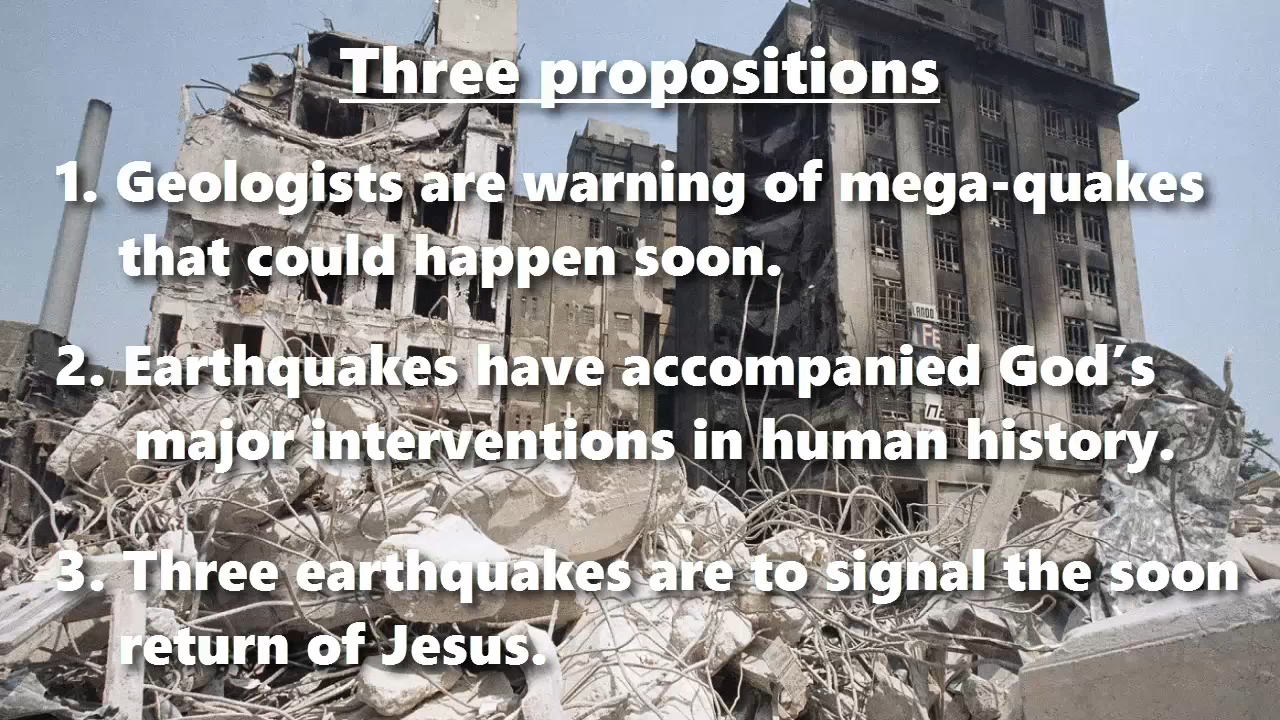 Three propositions
1. Geologists are warning of mega-quakes
that could happen soon.
2. Earthquakes have accompanied God’s
major interventions in human history.
3. Three earthquakes are to signal the soon
return of Jesus.
FE